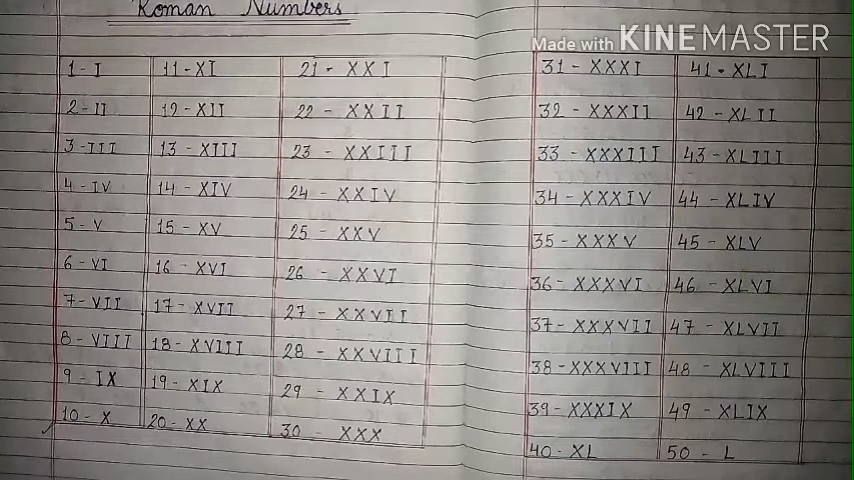 Roman Numbers
Made with KINEMASTER
1 - I
2 - II
3 - III
4 - IV
5 - V
6 - VI
7 - VII
8 - VIII
9 - IX
10 - X
11 - XI
12 - XII
13 - XIII
14 - XIV
15 - XV
16 - XVI
17 - XVII
18 - XVIII
19 - XIX
20 - XX
21 - XXI
22 - XXII
23 - XXIII
24 - XXIV
25 - XXV
26 - XXVI
27 - XXVII
28 - XXVIII
29 - XXIX
30 - XXX
31 - XXXI
32 - XXXII
33 - XXXIII
34 - XXXIV
35 - XXXV
36 - XXXVI
37 - XXXVII
38 - XXXVIII
39 - XXXIX
40 - XL
41 - XLI
42 - XLII
43 - XLIII
44 - XLIV
45 - XLV
46 - XLVI
47 - XLVII
48 - XLVIII
49 - XLIX
50 - L